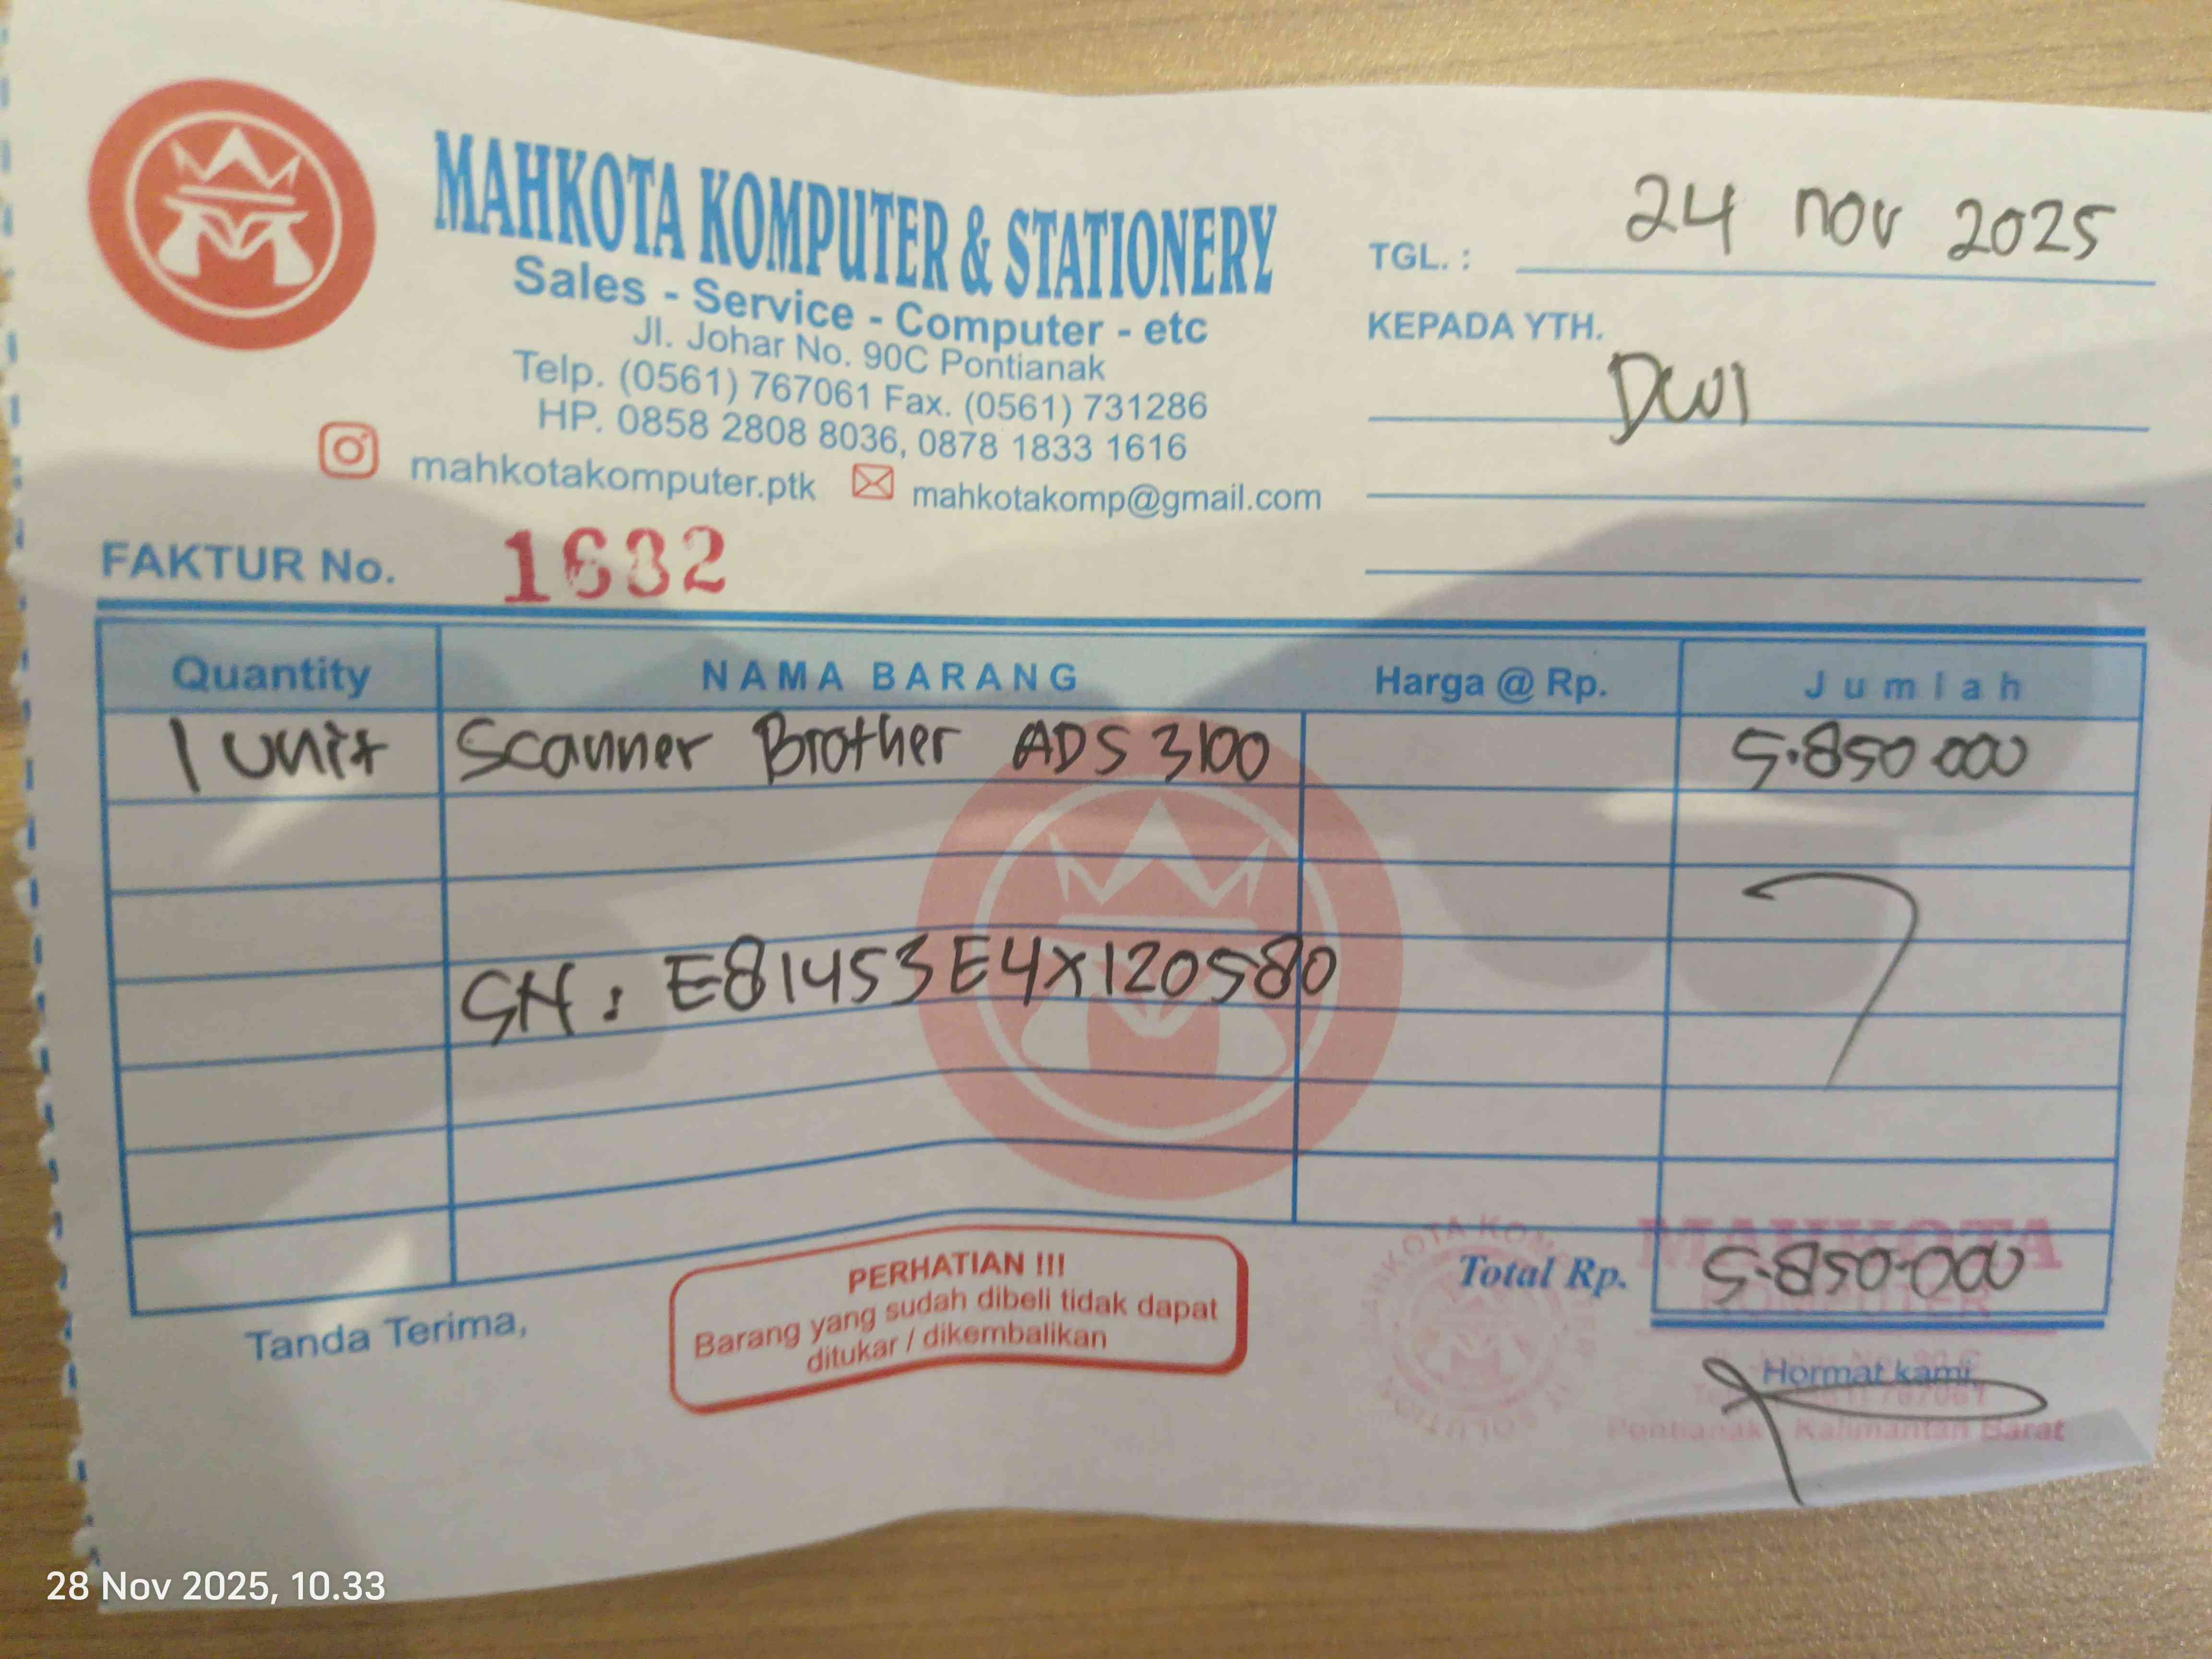 MAHKOTA KOMPUTER & STATIONERY
Sales - Service - Computer - etc
Jl. Johar No. 90C Pontianak
Telp. (0561) 767061 Fax. (0561) 731286
HP. 0858 2808 8036, 0878 1833 1616
mahkotakomputer.ptk mahkotakomp@gmail.com
TGL. : 24 nov 2025
KEPADA YTH.
DWI
FAKTUR No. 1632
Quantity NAMA BARANG Harga @ Rp. Jumlah
1 unit Scanner Brother ADS 3100 5.850.000
SN : E81453E4X120580
Total Rp. 5.850.000
Tanda Terima,
PERHATIAN !!!
Barang yang sudah dibeli tidak dapat
ditukar / dikembalikan
MAHKOTA
KOMPUTER
Hormat kami,
Pontianak - Kalimantan Barat
28 Nov 2025, 10.33